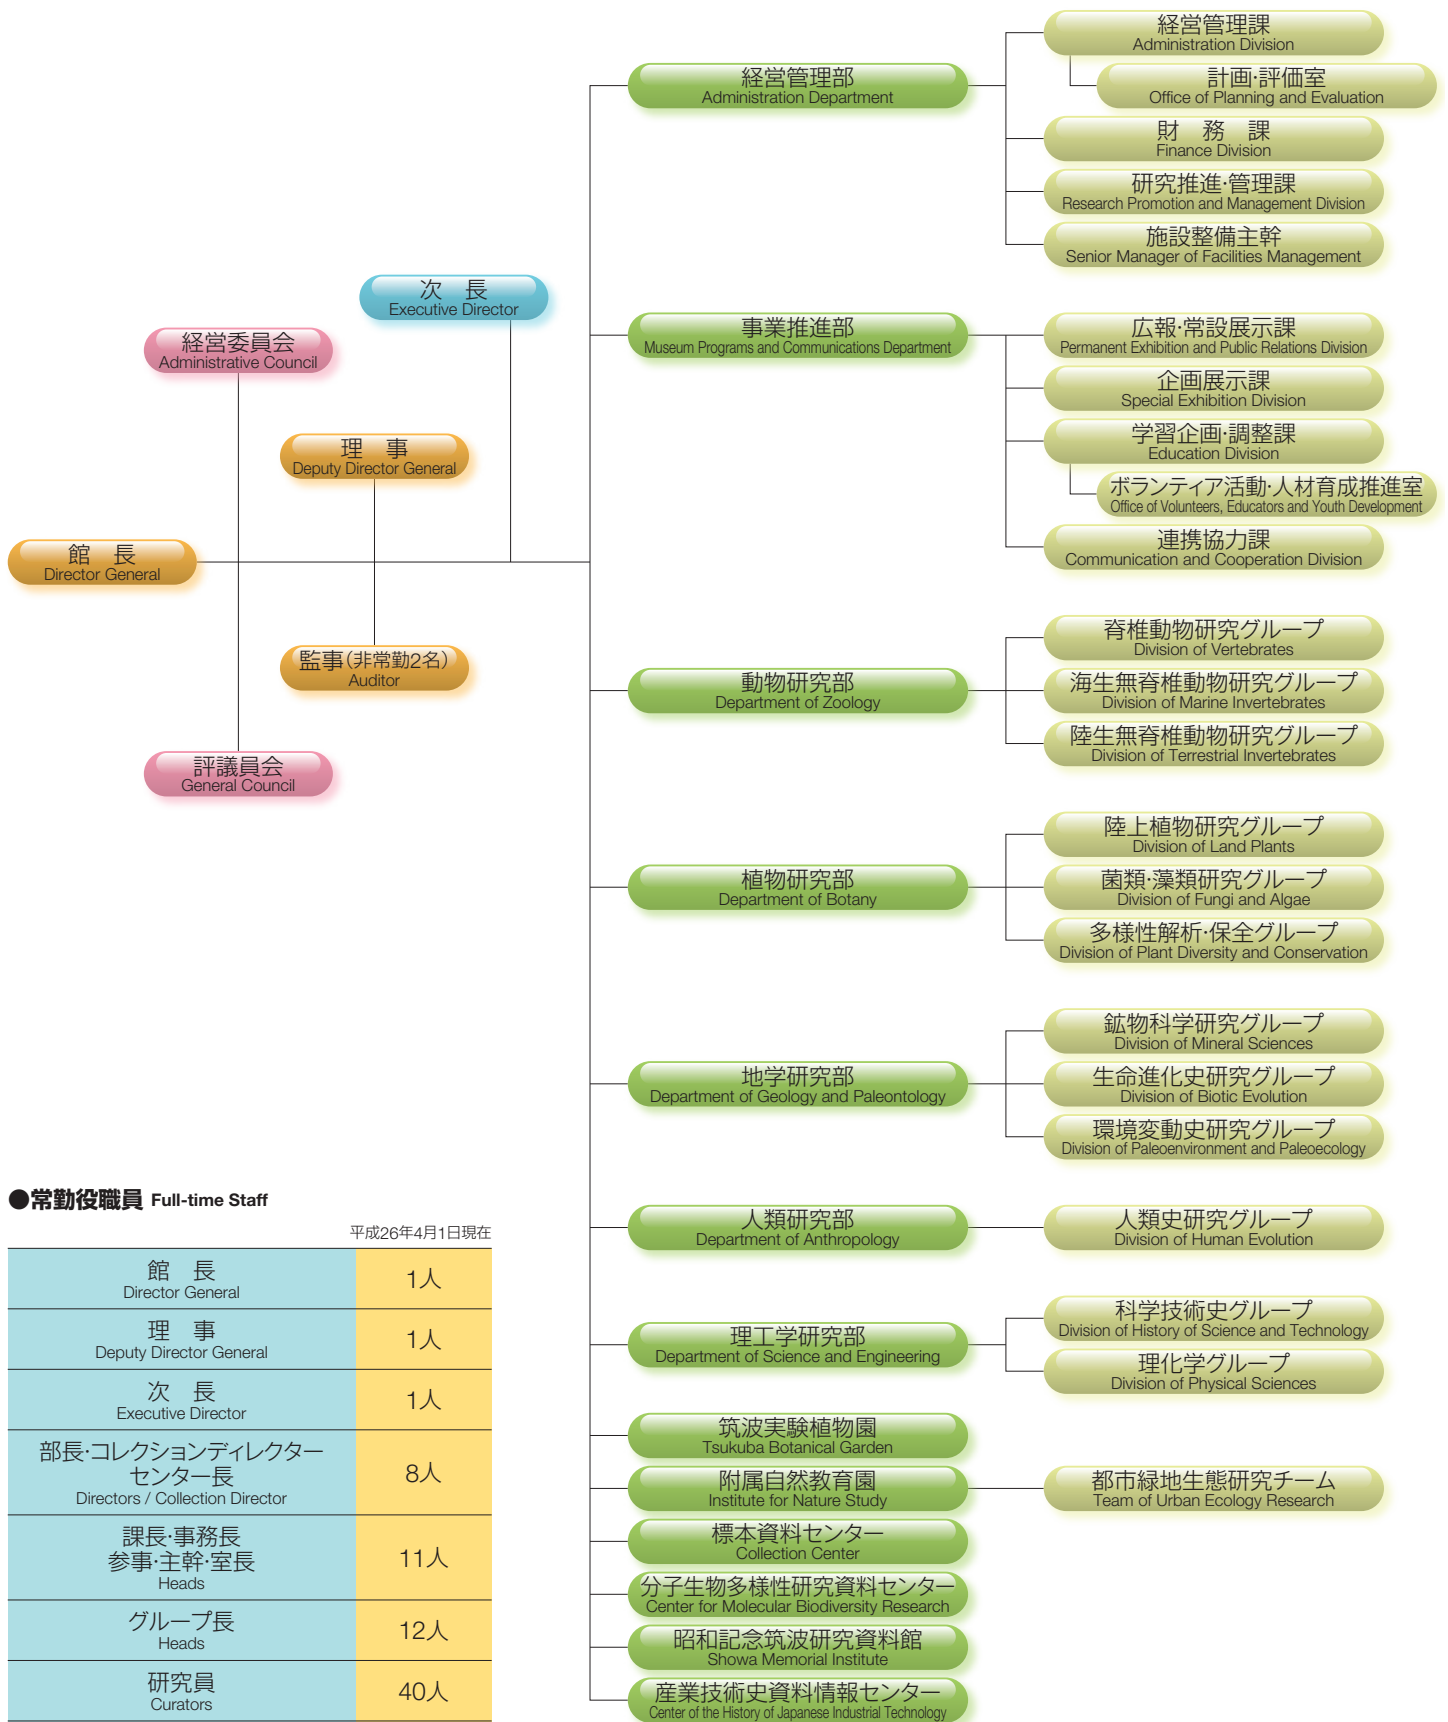 経営管理課
Administration Division
計画・評価室
Office of Planning and Evaluation
経営管理部
Administration Department
財　務　課
Finance Division
研究推進・管理課
Research Promotion and Management Division
施設整備主幹
Senior Manager of Facilities Management
次　長
Executive Director
経営委員会
Administrative Council
理　事
Deputy Director General
館　長
Director General
監事(非常勤2名)
Auditor
評議員会
General Council
事業推進部
Museum Programs and Communications Department
広報・常設展示課
Permanent Exhibition and Public Relations Division
企画展示課
Special Exhibition Division
学習企画・調整課
Education Division
ボランティア活動・人材育成推進室
Office of Volunteers, Educators and Youth Development
連携協力課
Communication and Cooperation Division
動物研究部
Department of Zoology
脊椎動物研究グループ
Division of Vertebrates
海生無脊椎動物研究グループ
Division of Marine Invertebrates
陸生無脊椎動物研究グループ
Division of Terrestrial Invertebrates
植物研究部
Department of Botany
陸上植物研究グループ
Division of Land Plants
菌類・藻類研究グループ
Division of Fungi and Algae
多様性解析・保全グループ
Division of Plant Diversity and Conservation
地学研究部
Department of Geology and Paleontology
鉱物科学研究グループ
Division of Mineral Sciences
生命進化史研究グループ
Division of Biotic Evolution
環境変動史研究グループ
Division of Paleoenvironment and Paleoecology
人類研究部
Department of Anthropology
人類史研究グループ
Division of Human Evolution
理工学研究部
Department of Science and Engineering
科学技術史グループ
Division of History of Science and Technology
理化学グループ
Division of Physical Sciences
筑波実験植物園
Tsukuba Botanical Garden
附属自然教育園
Institute for Nature Study
都市緑地生態研究チーム
Team of Urban Ecology Research
標本資料センター
Collection Center
分子生物多様性研究資料センター
Center for Molecular Biodiversity Research
昭和記念筑波研究資料館
Showa Memorial Institute
産業技術史資料情報センター
Center of the History of Japanese Industrial Technology
●常勤役職員 Full-time Staff
平成26年4月1日現在
館　長
Director General
1人
理　事
Deputy Director General
1人
次　長
Executive Director
1人
部長・コレクションディレクター
センター長
Directors / Collection Director
8人
課長・事務長
参事・主幹・室長
Heads
11人
グループ長
Heads
12人
研究員
Curators
40人